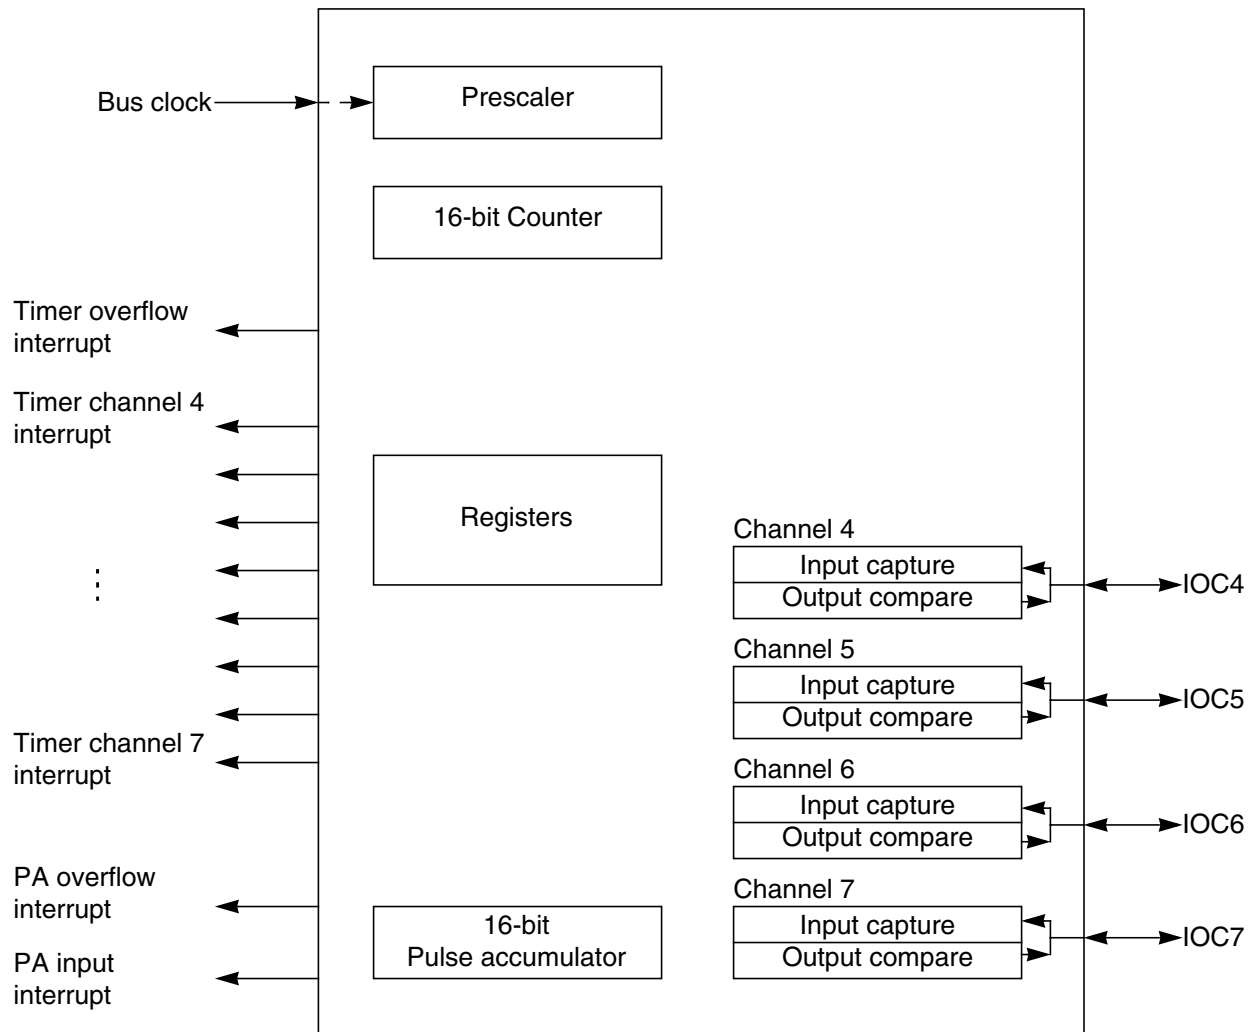 Bus clock
Prescaler
16-bit Counter
Timer overflow
interrupt
Timer channel 4
interrupt
Registers
Channel 4
Input capture
Output compare
IOC4
Channel 5
Input capture
Output compare
IOC5
Timer channel 7
interrupt
Channel 6
Input capture
Output compare
IOC6
PA overflow
interrupt
16-bit
Pulse accumulator
Channel 7
Input capture
Output compare
IOC7
PA input
interrupt